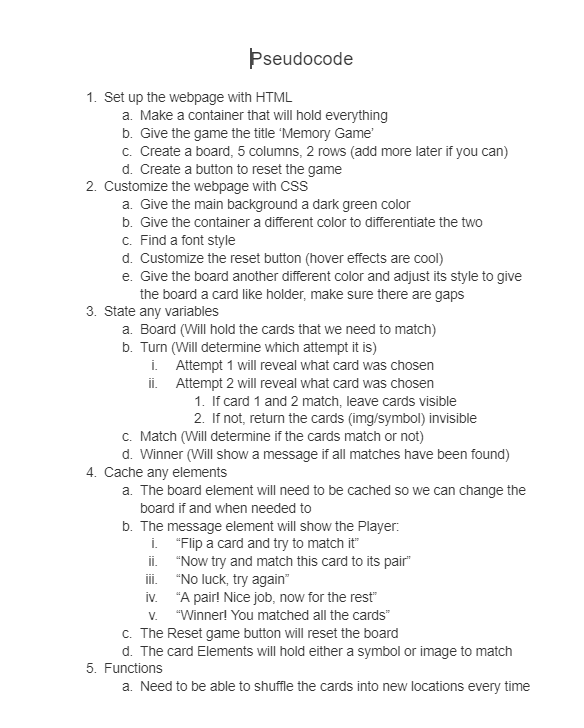 Pseudocode
1. Set up the webpage with HTML
a. Make a container that will hold everything
b. Give the game the title ‘Memory Game’
c. Create a board, 5 columns, 2 rows (add more later if you can)
d. Create a button to reset the game
2. Customize the webpage with CSS
a. Give the main background a dark green color
b. Give the container a different color to differentiate the two
c. Find a font style
d. Customize the reset button (hover effects are cool)
e. Give the board another different color and adjust its style to give
the board a card like holder, make sure there are gaps
3. State any variables
a. Board (Will hold the cards that we need to match)
b. Turn (Will determine which attempt it is)
i. Attempt 1 will reveal what card was chosen
ii. Attempt 2 will reveal what card was chosen
1. If card 1 and 2 match, leave cards visible
2. If not, return the cards (img/symbol) invisible
c. Match (Will determine if the cards match or not)
d. Winner (Will show a message if all matches have been found)
4. Cache any elements
a. The board element will need to be cached so we can change the
board if and when needed to
b. The message element will show the Player:
i. “Flip a card and try to match it”
ii. “Now try and match this card to its pair”
iii. “No luck, try again”
iv. “A pair! Nice job, now for the rest”
v. “Winner! You matched all the cards”
c. The Reset game button will reset the board
d. The card Elements will hold either a symbol or image to match
5. Functions
a. Need to be able to shuffle the cards into new locations every time